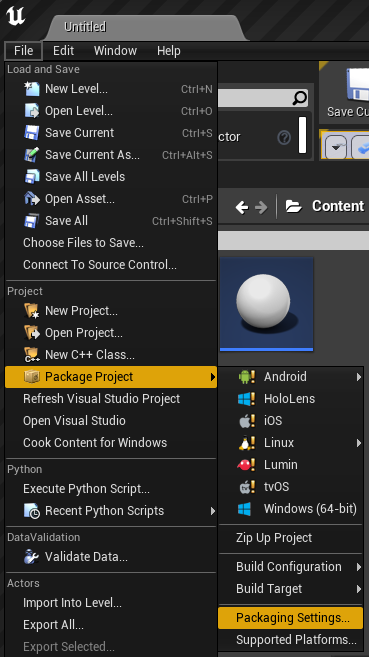 Untitled
File Edit Window Help
Load and Save
New Level... Ctrl+N
Open Level... Ctrl+O
Save Current Ctrl+S
Save Current As... Ctrl+Alt+S
Save All Levels
Open Asset... Ctrl+P
Save All Ctrl+Shift+S
Choose Files to Save...
Connect To Source Control...
Project
New Project...
Open Project...
New C++ Class...
Package Project
Refresh Visual Studio Project
Open Visual Studio
Cook Content for Windows
Python
Execute Python Script...
Recent Python Scripts
DataValidation
Validate Data...
Actors
Import Into Level...
Export All...
Export Selected...
Save Cu
ctor
Content
Android
HoloLens
iOS
Linux
Lumin
tvOS
Windows (64-bit)
Zip Up Project
Build Configuration
Build Target
Packaging Settings...
Supported Platforms...